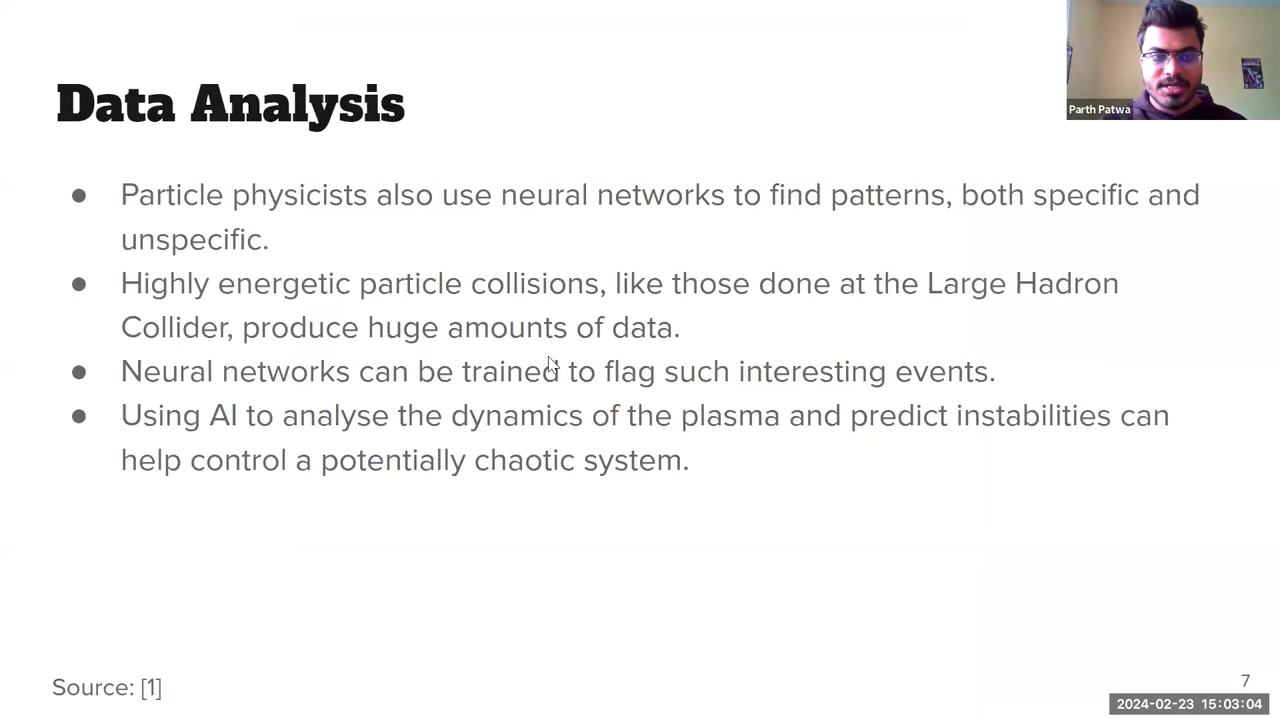 Data Analysis
Parth Patwa
● Particle physicists also use neural networks to find patterns, both specific and
unspecific.
● Highly energetic particle collisions, like those done at the Large Hadron
Collider, produce huge amounts of data.
● Neural networks can be trained to flag such interesting events.
● Using AI to analyse the dynamics of the plasma and predict instabilities can
help control a potentially chaotic system.
Source: [1]
7
2024-02-23 15:03:04